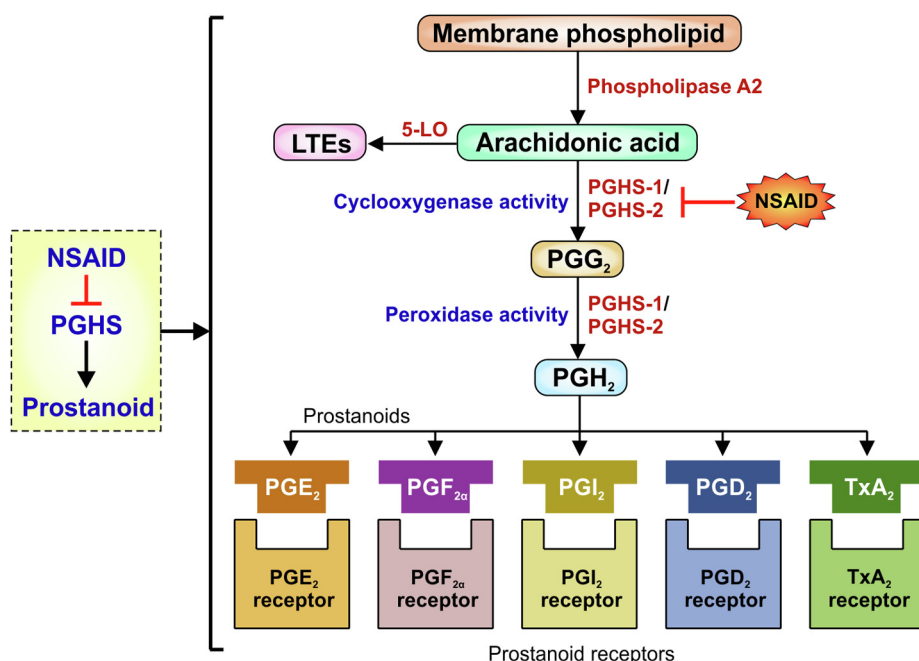 Membrane phospholipid
Phospholipase A2
LTEs
5-LO
Arachidonic acid
Cyclooxygenase activity
PGHS-1/
PGHS-2
NSAID
PGG₂
NSAID
PGHS
Prostanoid
Peroxidase activity
PGHS-1/
PGHS-2
PGH₂
Prostanoids
PGE₂
PGF₂α
PGI₂
PGD₂
TxA₂
PGE₂
receptor
PGF₂α
receptor
PGI₂
receptor
PGD₂
receptor
TxA₂
receptor
Prostanoid receptors